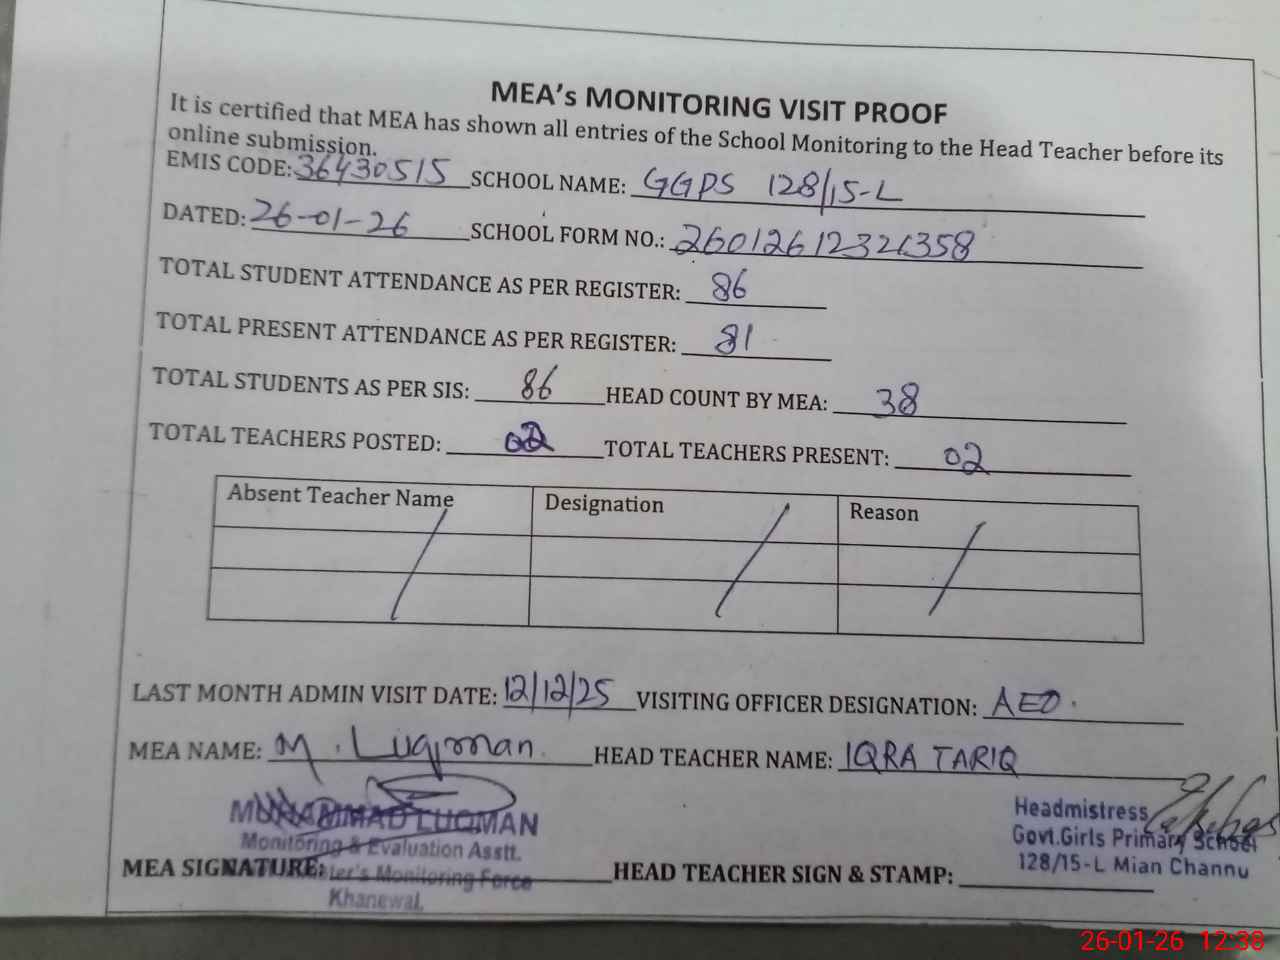 MEA's MONITORING VISIT PROOF
It is certified that MEA has shown all entries of the School Monitoring to the Head Teacher before its
online submission.
EMIS CODE: 36430515 SCHOOL NAME: GGPS 128/15-L
DATED: 26-01-26 SCHOOL FORM NO.: 26012612321358
TOTAL STUDENT ATTENDANCE AS PER REGISTER: 86
TOTAL PRESENT ATTENDANCE AS PER REGISTER: 81
TOTAL STUDENTS AS PER SIS: 86 HEAD COUNT BY MEA: 38
TOTAL TEACHERS POSTED: 02 TOTAL TEACHERS PRESENT: 02
Absent Teacher Name Designation Reason
LAST MONTH ADMIN VISIT DATE: 12/12/25 VISITING OFFICER DESIGNATION: AEO.
MEA NAME: M. Luqman. HEAD TEACHER NAME: IQRA TARIQ
MUHAMMAD LUQMAN
Monitoring & Evaluation Asstt.
Monitoring Force
Khanewal.
MEA SIGNATURE:
Headmistress
Govt.Girls Primary School
128/15-L Mian Channu
HEAD TEACHER SIGN & STAMP:
26-01-26 12:38